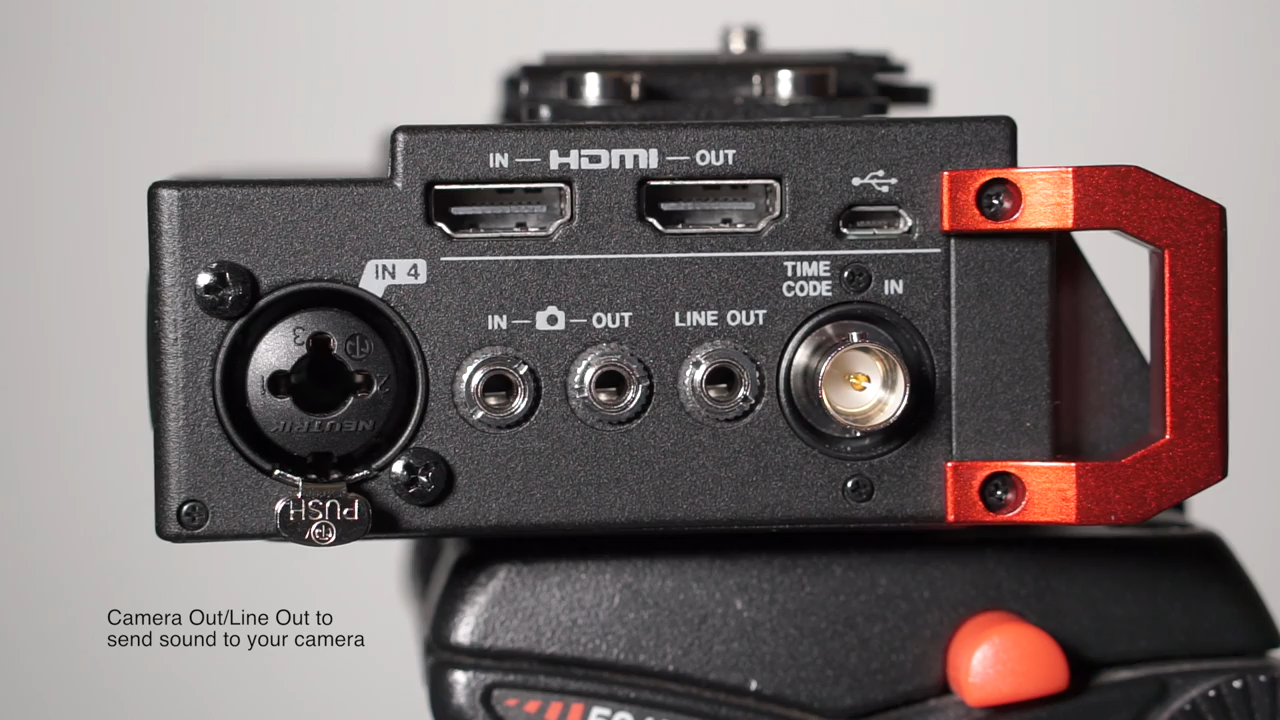 IN — HDMI — OUT
IN 4
TIME
CODE
IN
IN — OUT
LINE OUT
3
1
2
NEUTRIK
PUSH
Camera Out/Line Out to
send sound to your camera